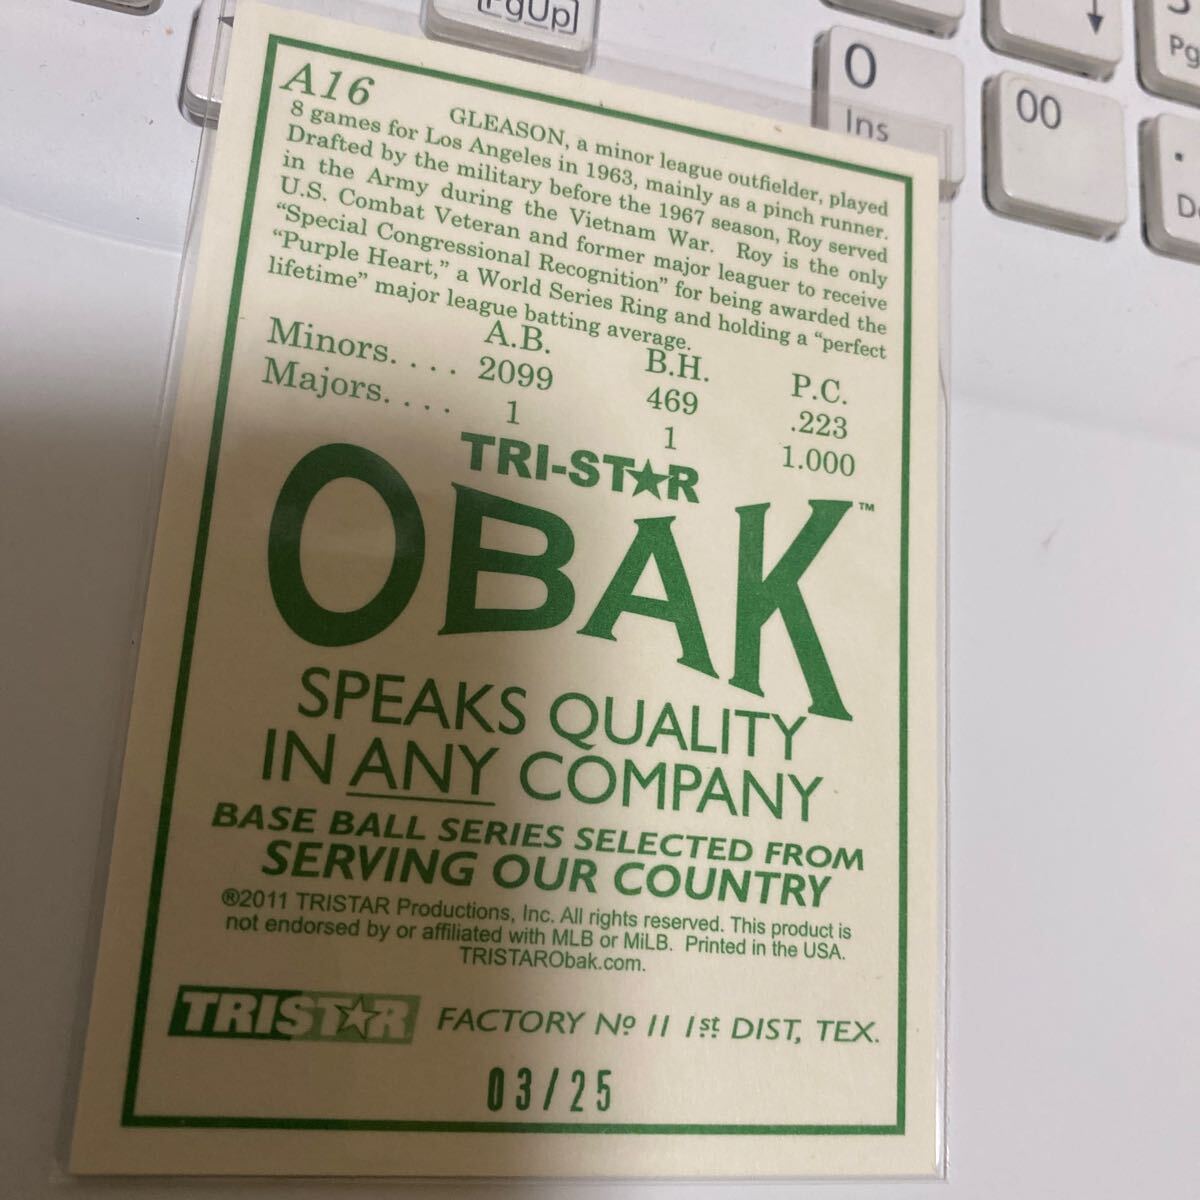 PgUp
0
Ins
00
Pg
A16
GLEASON, a minor league outfielder, played
8 games for Los Angeles in 1963, mainly as a pinch runner.
Drafted by the military before the 1967 season, Roy served
in the Army during the Vietnam War. Roy is the only
U.S. Combat Veteran and former major leaguer to receive
“Special Congressional Recognition” for being awarded the
“Purple Heart,” a World Series Ring and holding a “perfect
lifetime” major league batting average.
A.B. B.H. P.C.
Minors. . . . 2099 469 .223
Majors. . . . 1 1 1.000
TRI-ST★R
OBAK™
SPEAKS QUALITY
IN ANY COMPANY
BASE BALL SERIES SELECTED FROM
SERVING OUR COUNTRY
®2011 TRISTAR Productions, Inc. All rights reserved. This product is
not endorsed by or affiliated with MLB or MiLB. Printed in the USA.
TRISTARObak.com.
TRIST★R FACTORY Nº 11 1st DIST, TEX.
03/25